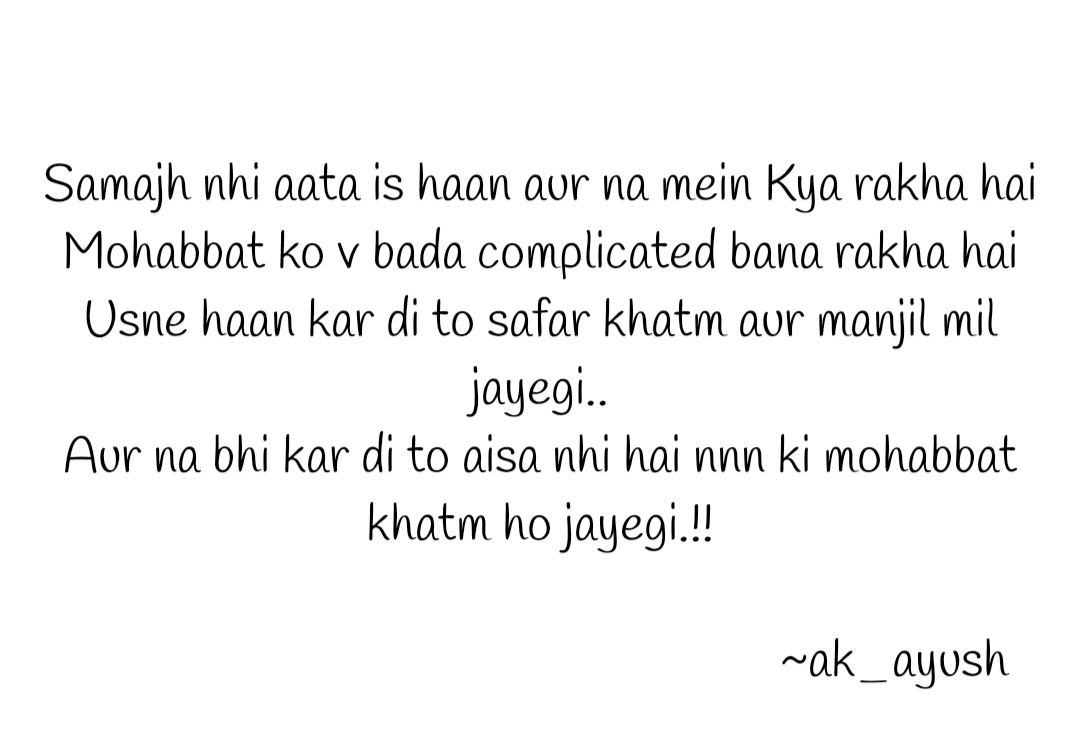 Samajh nhi aata is haan aur na mein Kya rakha hai
Mohabbat ko v bada complicated bana rakha hai
Usne haan kar di to safar khatm aur manjil mil
jayegi..
Aur na bhi kar di to aisa nhi hai nnn ki mohabbat
khatm ho jayegi.!!
~ak_ayush